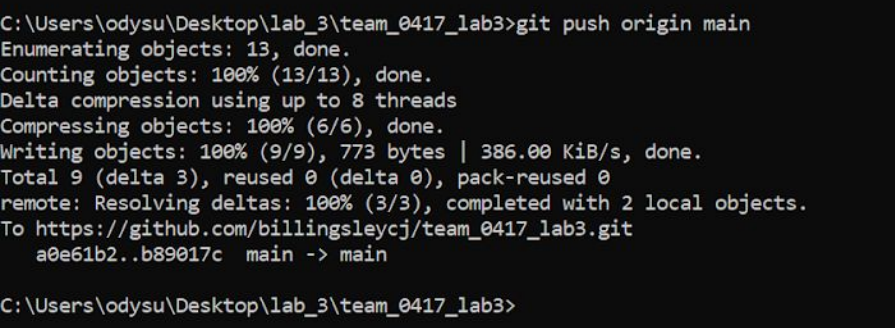 C:\Users\odysu\Desktop\lab_3\team_0417_lab3>git push origin main
Enumerating objects: 13, done.
Counting objects: 100% (13/13), done.
Delta compression using up to 8 threads
Compressing objects: 100% (6/6), done.
Writing objects: 100% (9/9), 773 bytes | 386.00 KiB/s, done.
Total 9 (delta 3), reused 0 (delta 0), pack-reused 0
remote: Resolving deltas: 100% (3/3), completed with 2 local objects.
To https://github.com/billingsleycj/team_0417_lab3.git
   a0e61b2..b89017c  main -> main
C:\Users\odysu\Desktop\lab_3\team_0417_lab3>